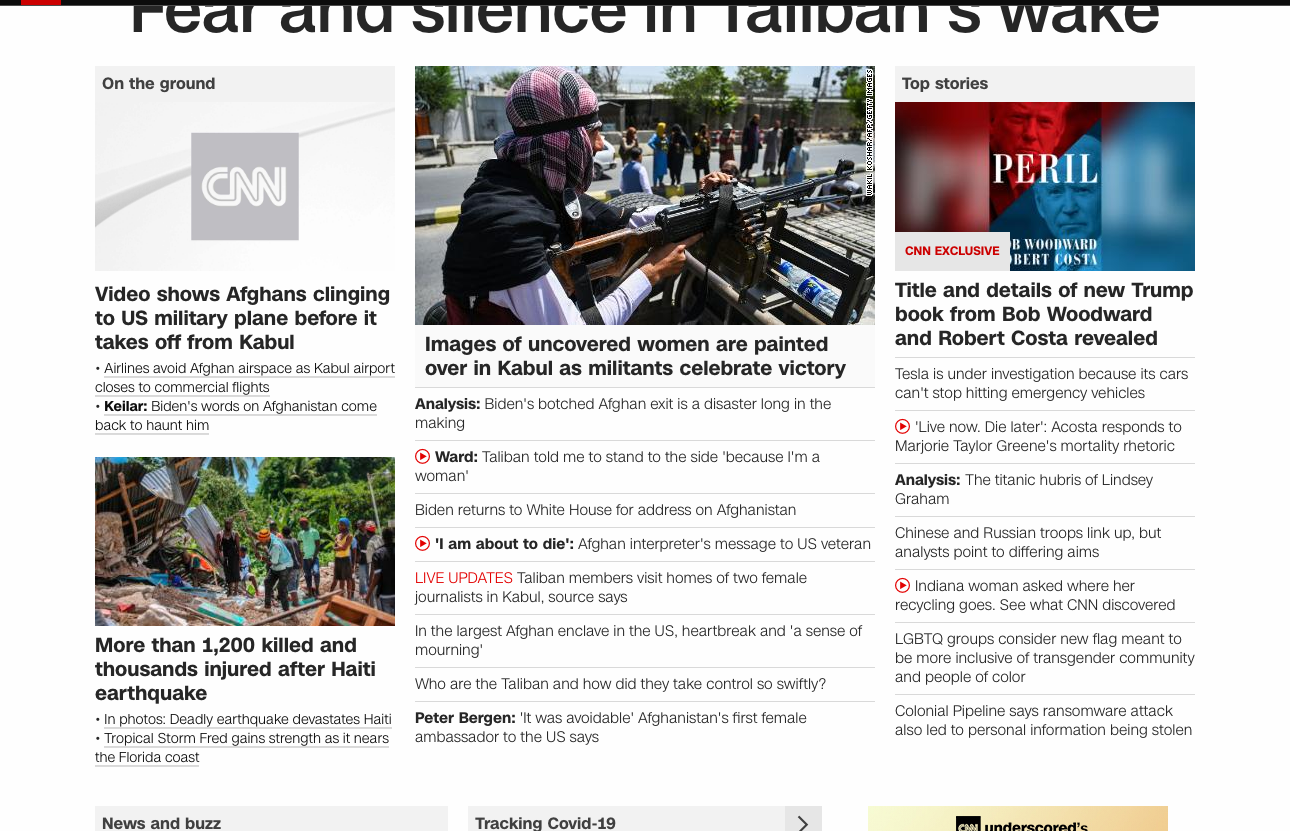 Fear and silence in Taliban's wake
On the ground
CNN
Video shows Afghans clinging
to US military plane before it
takes off from Kabul
• Airlines avoid Afghan airspace as Kabul airport
closes to commercial flights
• Keilar: Biden's words on Afghanistan come
back to haunt him
More than 1,200 killed and
thousands injured after Haiti
earthquake
• In photos: Deadly earthquake devastates Haiti
• Tropical Storm Fred gains strength as it nears
the Florida coast
WAKIL KOSHAR/AFP/GETTY IMAGES
Images of uncovered women are painted
over in Kabul as militants celebrate victory
Analysis: Biden's botched Afghan exit is a disaster long in the
making
Ward: Taliban told me to stand to the side 'because I'm a
woman'
Biden returns to White House for address on Afghanistan
'I am about to die': Afghan interpreter's message to US veteran
LIVE UPDATES Taliban members visit homes of two female
journalists in Kabul, source says
In the largest Afghan enclave in the US, heartbreak and 'a sense of
mourning'
Who are the Taliban and how did they take control so swiftly?
Peter Bergen: 'It was avoidable' Afghanistan's first female
ambassador to the US says
Top stories
PERIL
OB WOODWARD
OBERT COSTA
CNN EXCLUSIVE
Title and details of new Trump
book from Bob Woodward
and Robert Costa revealed
Tesla is under investigation because its cars
can't stop hitting emergency vehicles
'Live now. Die later': Acosta responds to
Marjorie Taylor Greene's mortality rhetoric
Analysis: The titanic hubris of Lindsey
Graham
Chinese and Russian troops link up, but
analysts point to differing aims
Indiana woman asked where her
recycling goes. See what CNN discovered
LGBTQ groups consider new flag meant to
be more inclusive of transgender community
and people of color
Colonial Pipeline says ransomware attack
also led to personal information being stolen
News and buzz
Tracking Covid-19
CNN underscored's